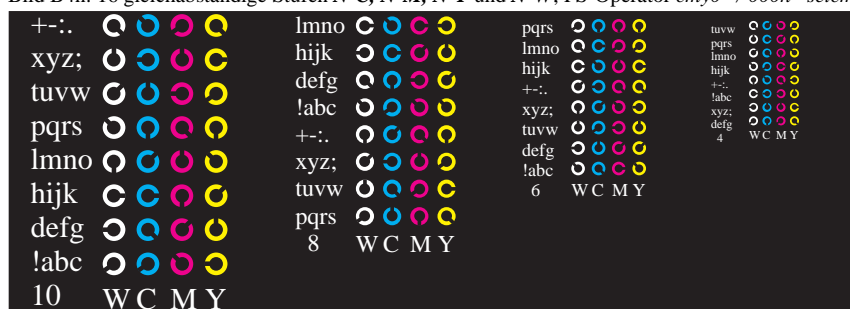 +-:.
xyz;
tuvw
pqrs
lmno
hijk
defg
!abc
10 W C M Y
lmno
hijk
defg
!abc
+-:.
xyz;
tuvw
pqrs
8 W C M Y
pqrs
lmno
hijk
+-:.
xyz;
tuvw
defg
!abc
6 W C M Y
tuvw
pqrs
lmno
hijk
+-:.
!abc
xyz;
defg
4 W C M Y